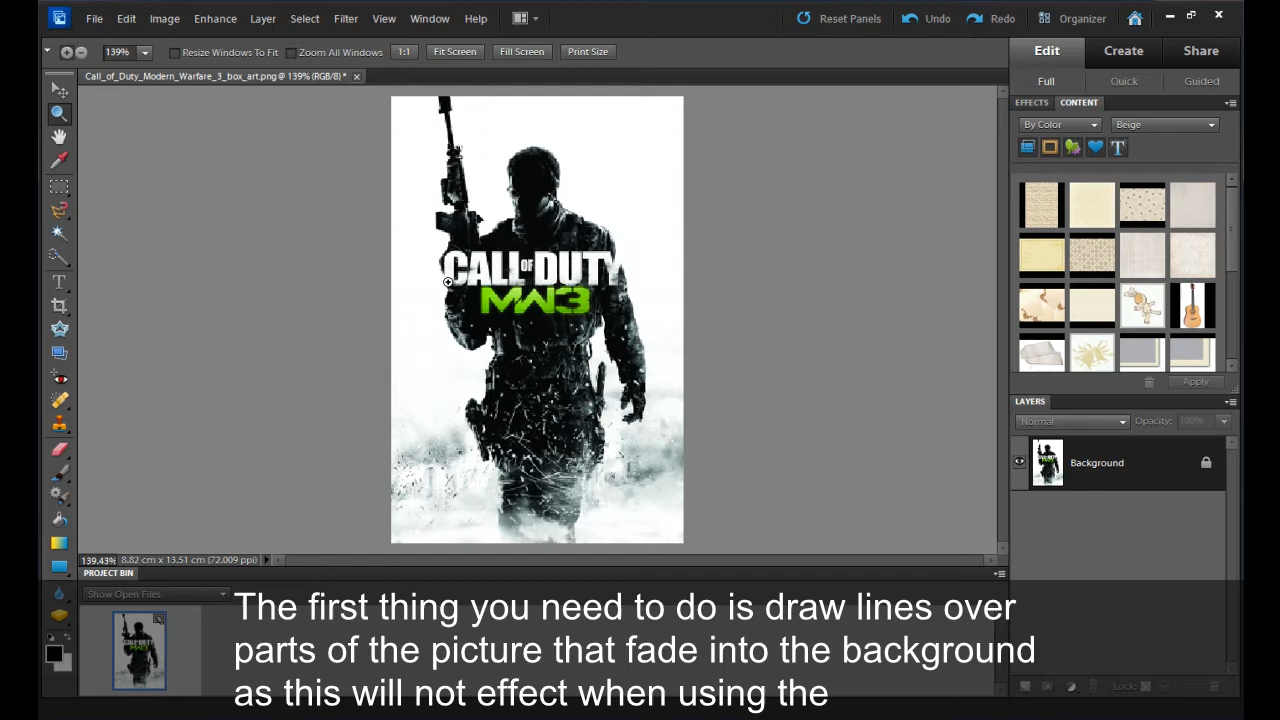 File Edit Image Enhance Layer Select Filter View Window Help Reset Panels Undo Redo Organizer
139% Resize Windows To Fit Zoom All Windows 1:1 Fit Screen Fill Screen Print Size
Edit Create Share
Call_of_Duty_Modern_Warfare_3_box_art.png @ 139% (RGB/8) *
Full Quick Guided
EFFECTS CONTENT
By Color Beige
T
CALL OF DUTY
MW3
T
Apply
LAYERS
Normal Opacity: 100%
Background
139.43% 8.82 cm x 13.51 cm (72.009 ppi)
PROJECT BIN
Show Open Files
The first thing you need to do is draw lines over
parts of the picture that fade into the background
as this will not effect when using the
Lock: